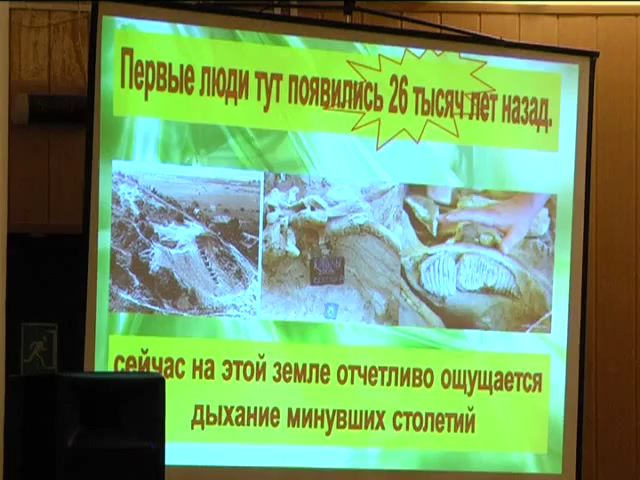 Первые люди тут появились 26 тысяч лет назад.
сейчас на этой земле отчетливо ощущается
дыхание минувших столетий